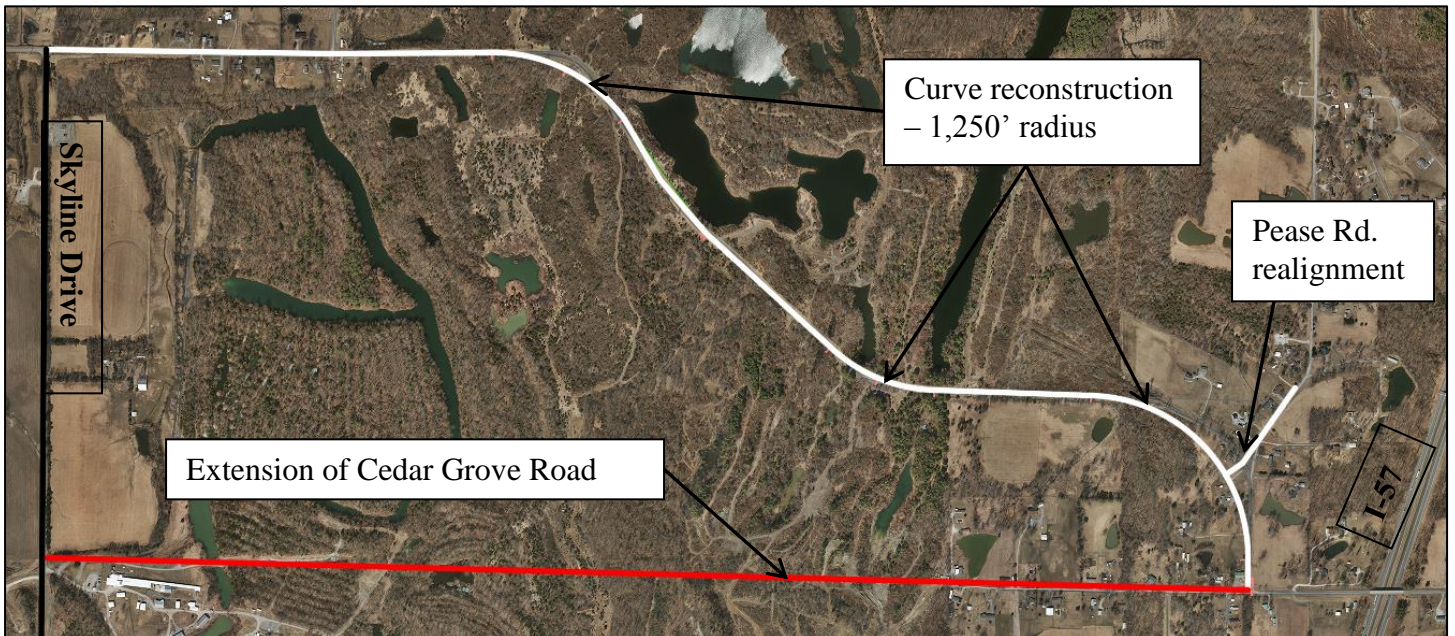 Curve reconstruction
– 1,250’ radius
Pease Rd.
realignment
Skyline Drive
Extension of Cedar Grove Road
I-57